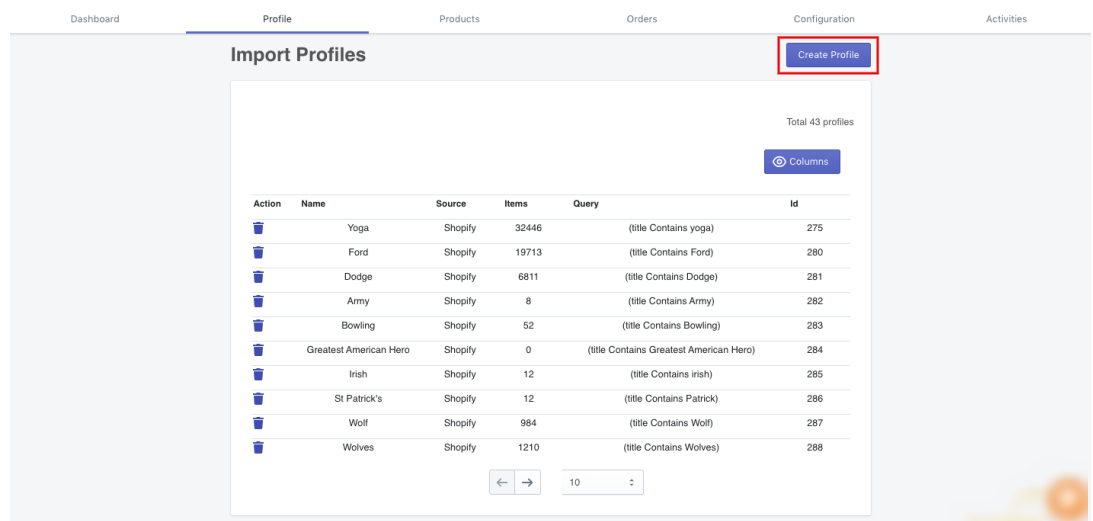 Dashboard Profile Products Orders Configuration Activities
Import Profiles Create Profile
Total 43 profiles
Columns
Action Name Source Items Query Id
Yoga Shopify 32446 (title Contains yoga) 275
Ford Shopify 19713 (title Contains Ford) 280
Dodge Shopify 6811 (title Contains Dodge) 281
Army Shopify 8 (title Contains Army) 282
Bowling Shopify 52 (title Contains Bowling) 283
Greatest American Hero Shopify 0 (title Contains Greatest American Hero) 284
Irish Shopify 12 (title Contains irish) 285
St Patrick's Shopify 12 (title Contains Patrick) 286
Wolf Shopify 984 (title Contains Wolf) 287
Wolves Shopify 1210 (title Contains Wolves) 288
10